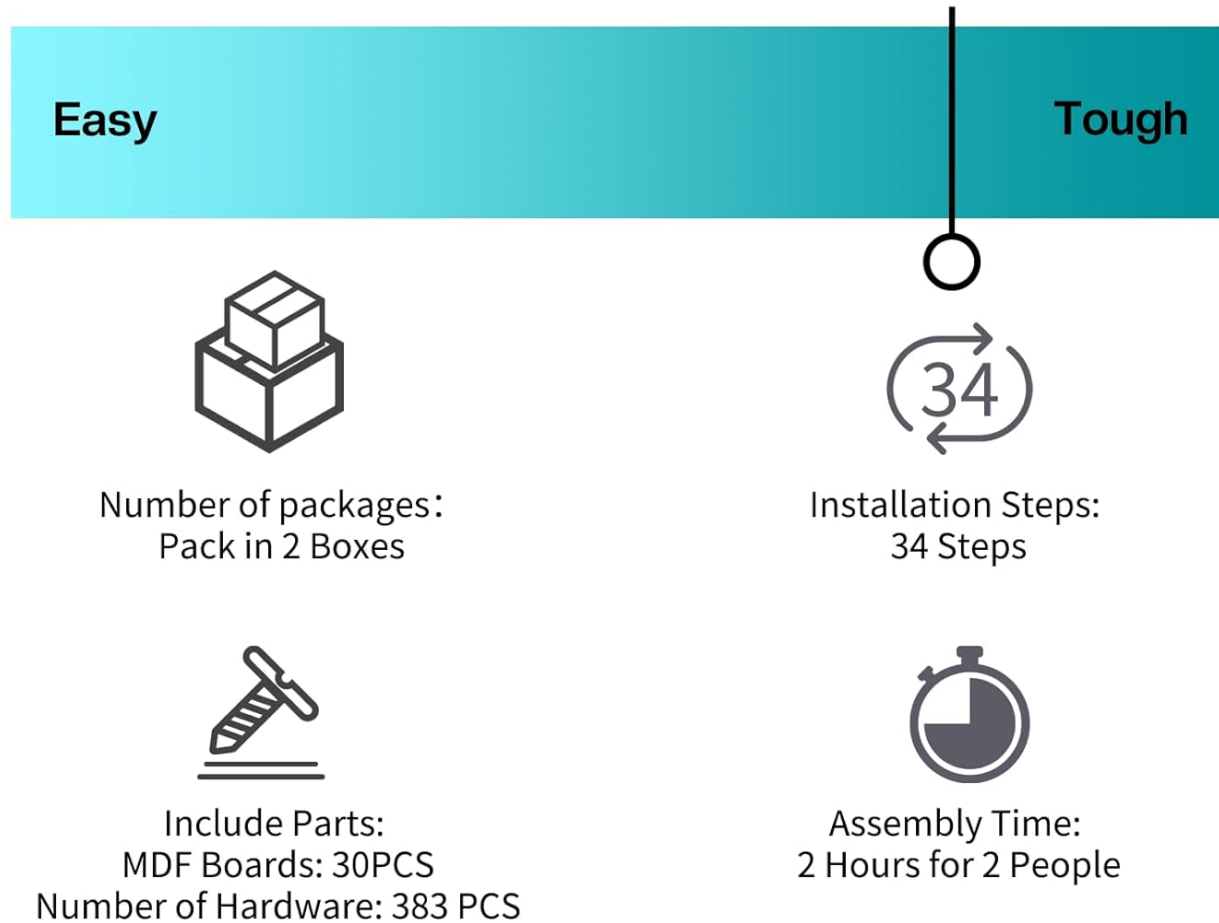 Easy
Tough
34
Number of packages：
Pack in 2 Boxes
Installation Steps:
34 Steps
Include Parts:
MDF Boards: 30PCS
Number of Hardware: 383 PCS
Assembly Time:
2 Hours for 2 People